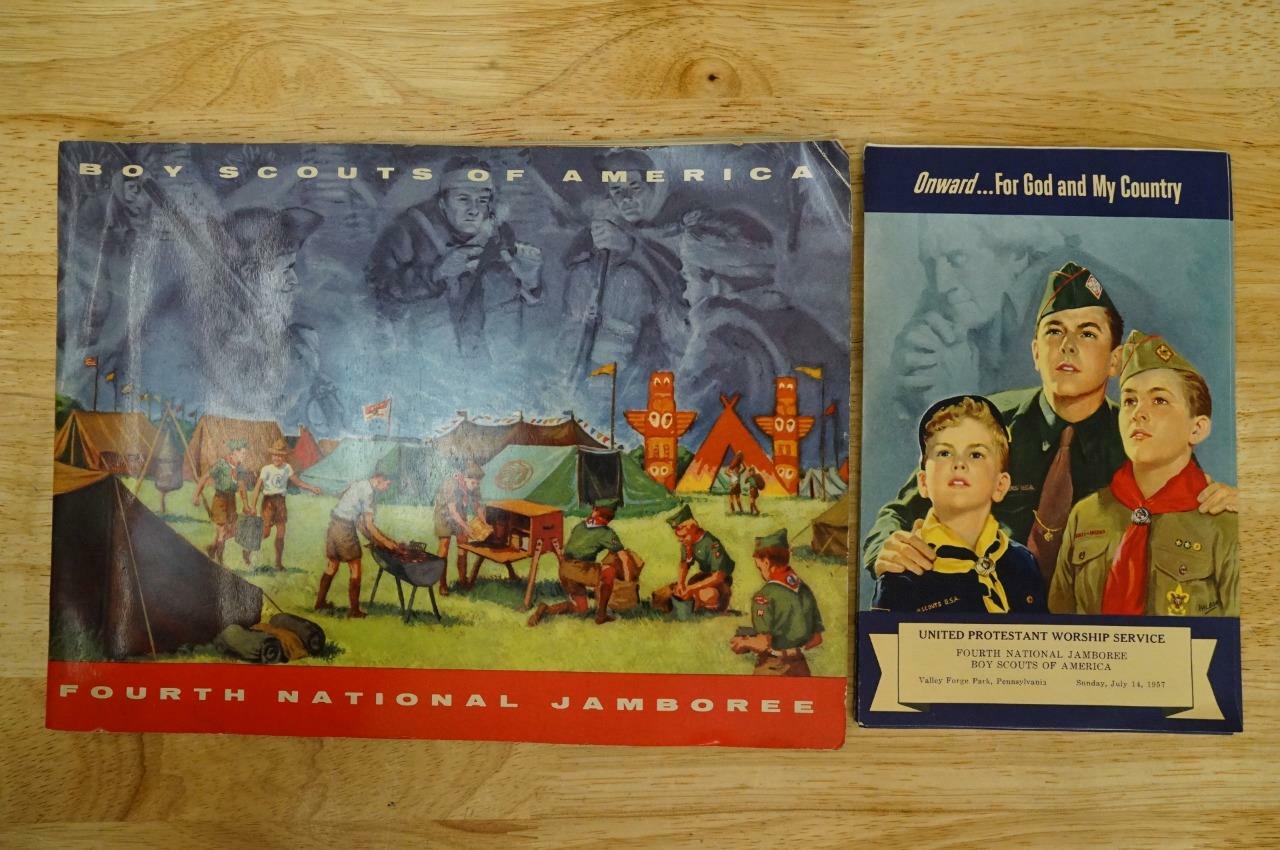 BOY SCOUTS OF AMERICA
FOURTH NATIONAL JAMBOREE
Onward...For God and My Country
SCOUTS U.S.A.
UNITED PROTESTANT WORSHIP SERVICE
FOURTH NATIONAL JAMBOREE
BOY SCOUTS OF AMERICA
Valley Forge Park, Pennsylvania Sunday, July 14, 1957